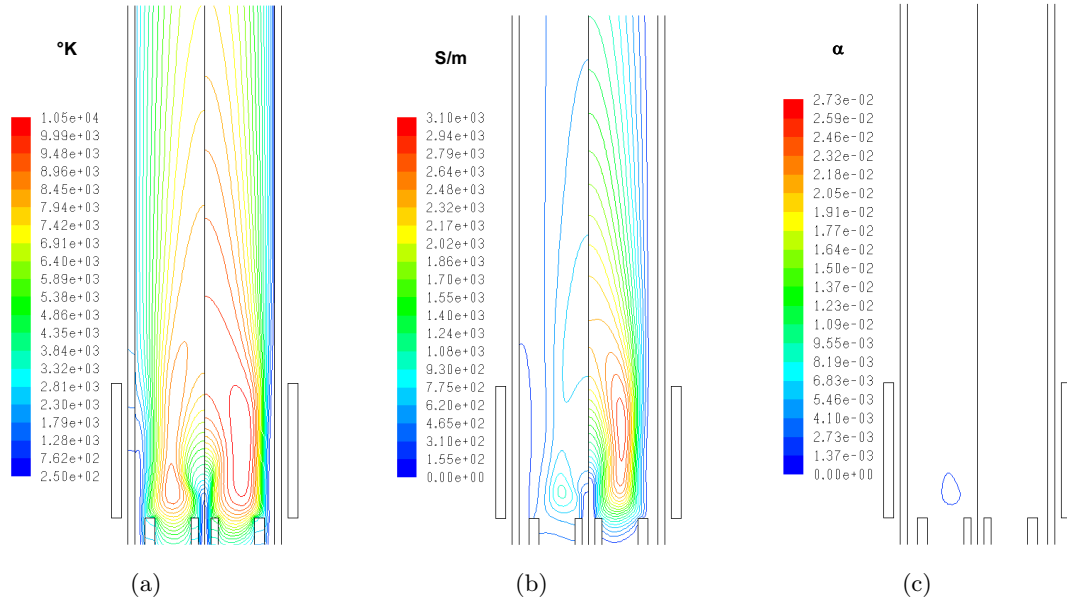 °K
1.05e+04
9.99e+03
9.48e+03
8.96e+03
8.45e+03
7.94e+03
7.42e+03
6.91e+03
6.40e+03
5.89e+03
5.38e+03
4.86e+03
4.35e+03
3.84e+03
3.32e+03
2.81e+03
2.30e+03
1.79e+03
1.28e+03
7.62e+02
2.50e+02
(a)
S/m
3.10e+03
2.94e+03
2.79e+03
2.63e+03
2.48e+03
2.32e+03
2.17e+03
2.02e+03
1.86e+03
1.70e+03
1.55e+03
1.40e+03
1.24e+03
1.08e+03
9.30e+02
7.75e+02
6.20e+02
4.65e+02
3.10e+02
1.55e+02
0.00e+00
(b)
α
2.73e-02
2.59e-02
2.46e-02
2.32e-02
2.18e-02
2.05e-02
1.91e-02
1.77e-02
1.64e-02
1.50e-02
1.37e-02
1.23e-02
1.09e-02
9.56e-03
8.19e-03
6.83e-03
5.46e-03
4.10e-03
2.73e-03
1.37e-03
0.00e+00
(c)